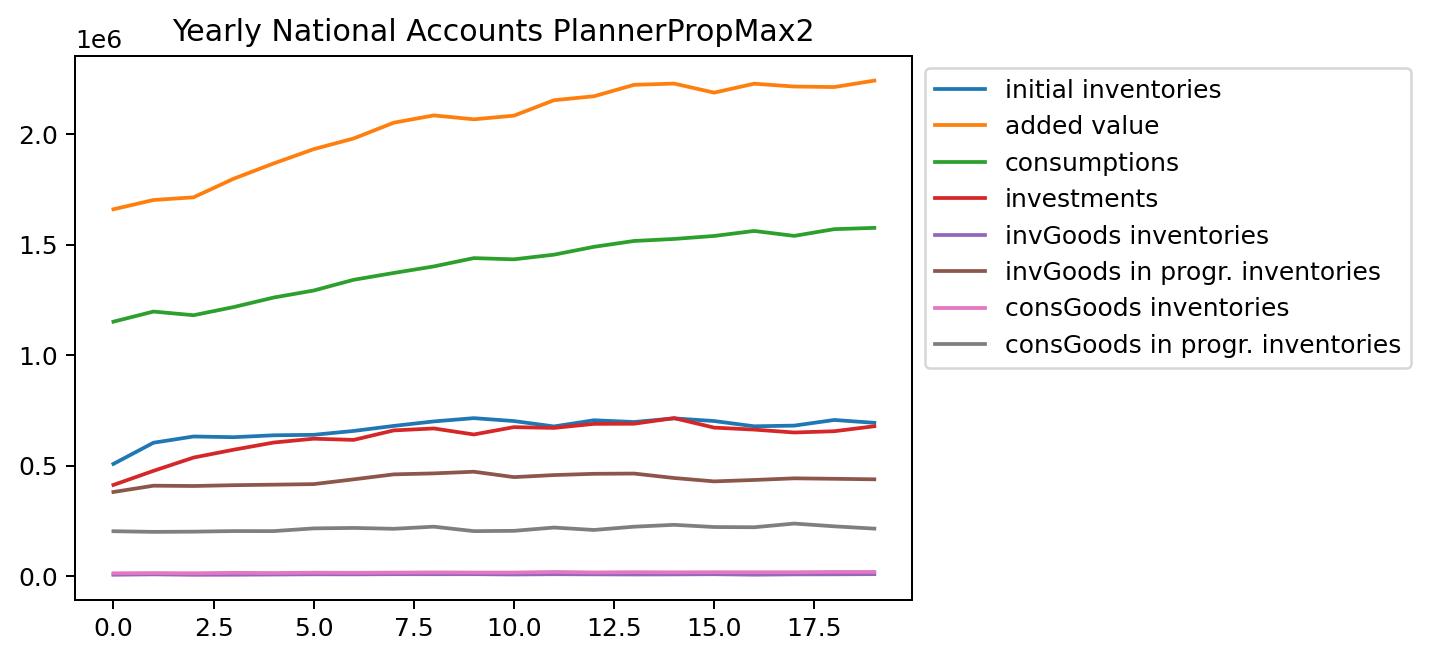 Yearly National Accounts PlannerPropMax2
1e6
2.0
1.5
1.0
0.5
0.0
0.0 2.5 5.0 7.5 10.0 12.5 15.0 17.5
initial inventories
added value
consumptions
investments
invGoods inventories
invGoods in progr. inventories
consGoods inventories
consGoods in progr. inventories